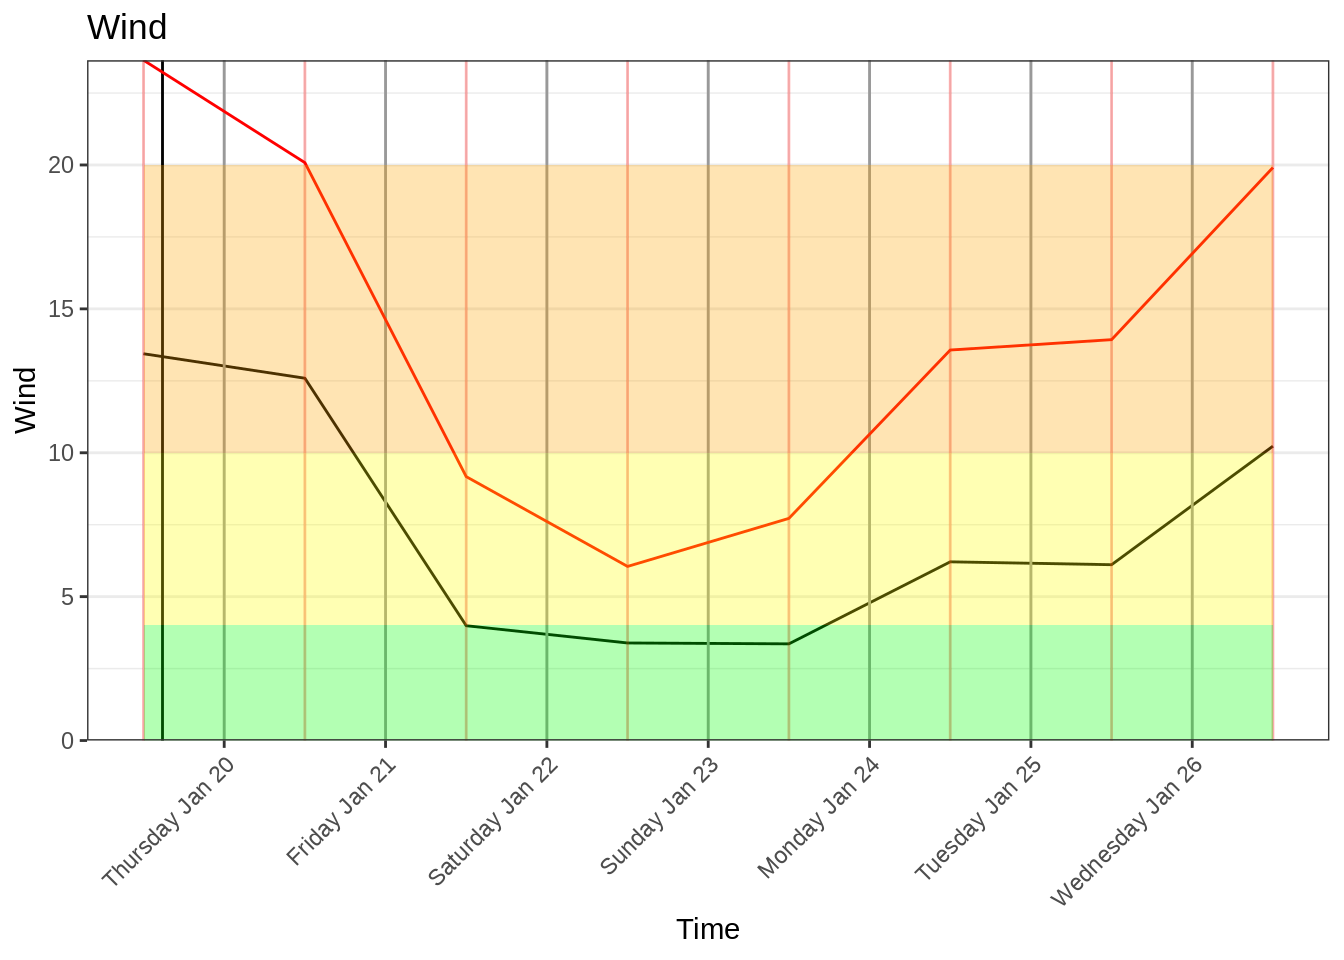 Wind
Wind
20
15
10
5
0
Thursday Jan 20
Friday Jan 21
Saturday Jan 22
Sunday Jan 23
Monday Jan 24
Tuesday Jan 25
Wednesday Jan 26
Time